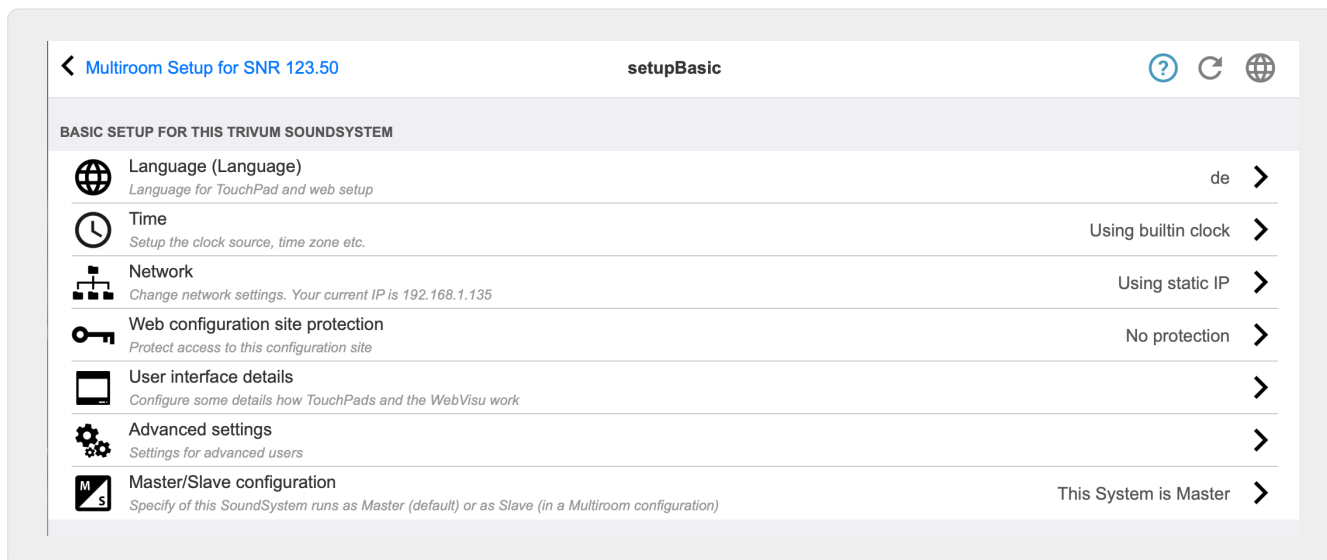 Multiroom Setup for SNR 123.50
setupBasic
?
BASIC SETUP FOR THIS TRIVUM SOUNDSYSTEM
Language (Language)
Language for TouchPad and web setup
de
Time
Setup the clock source, time zone etc.
Using builtin clock
Network
Change network settings. Your current IP is 192.168.1.135
Using static IP
Web configuration site protection
Protect access to this configuration site
No protection
User interface details
Configure some details how TouchPads and the WebVisu work
Advanced settings
Settings for advanced users
M
S
Master/Slave configuration
Specify of this SoundSystem runs as Master (default) or as Slave (in a Multiroom configuration)
This System is Master